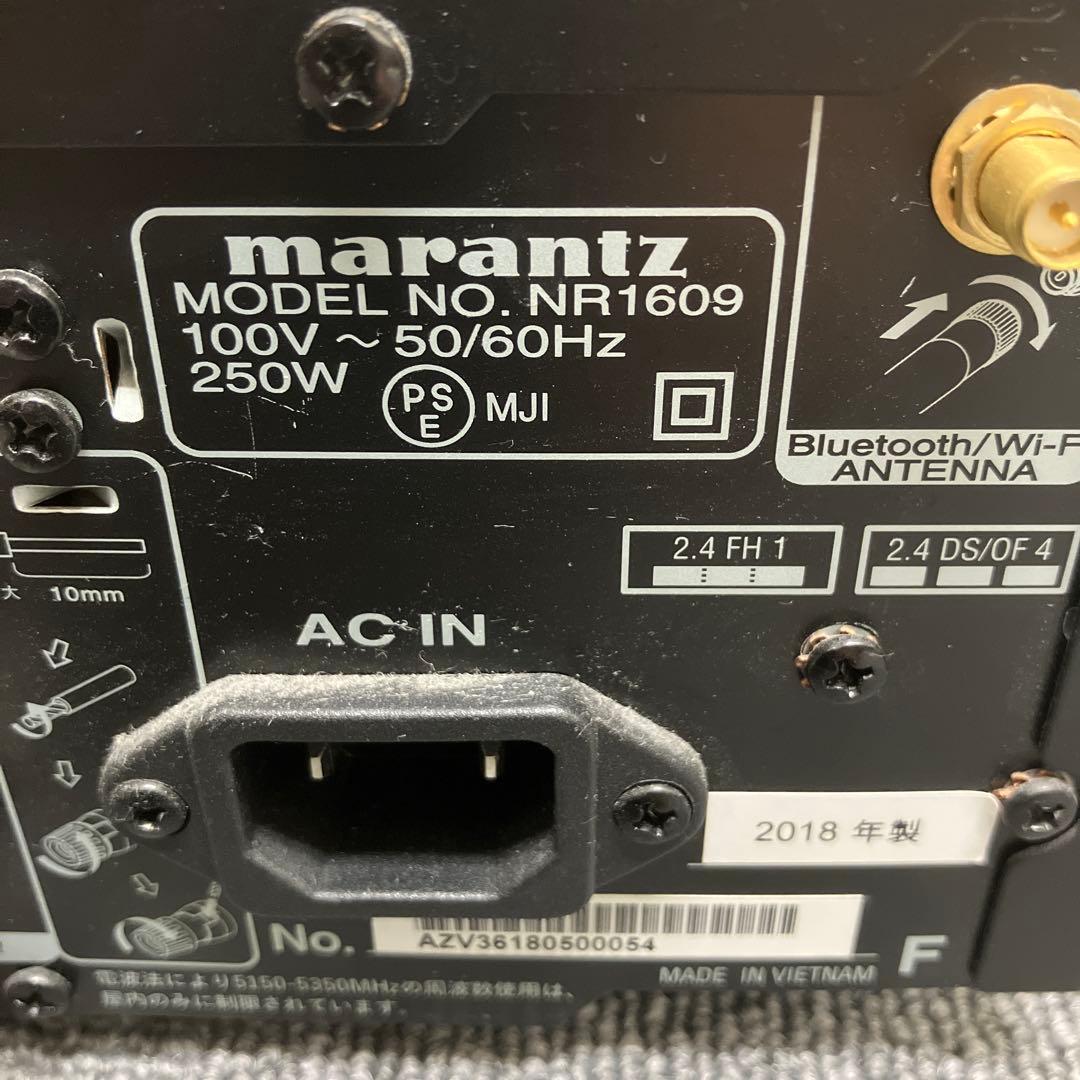 marantz
MODEL NO. NR1609
100V ～ 50/60Hz
250W
PS
E
MJI
Bluetooth/Wi-F
ANTENNA
2.4 FH 1
2.4 DS/OF 4
大 10mm
AC IN
2018 年製
No. AZV36180500054
MADE IN VIETNAM
F
電波法により5150-5350MHzの周波数使用は、
屋内のみに制限されています。